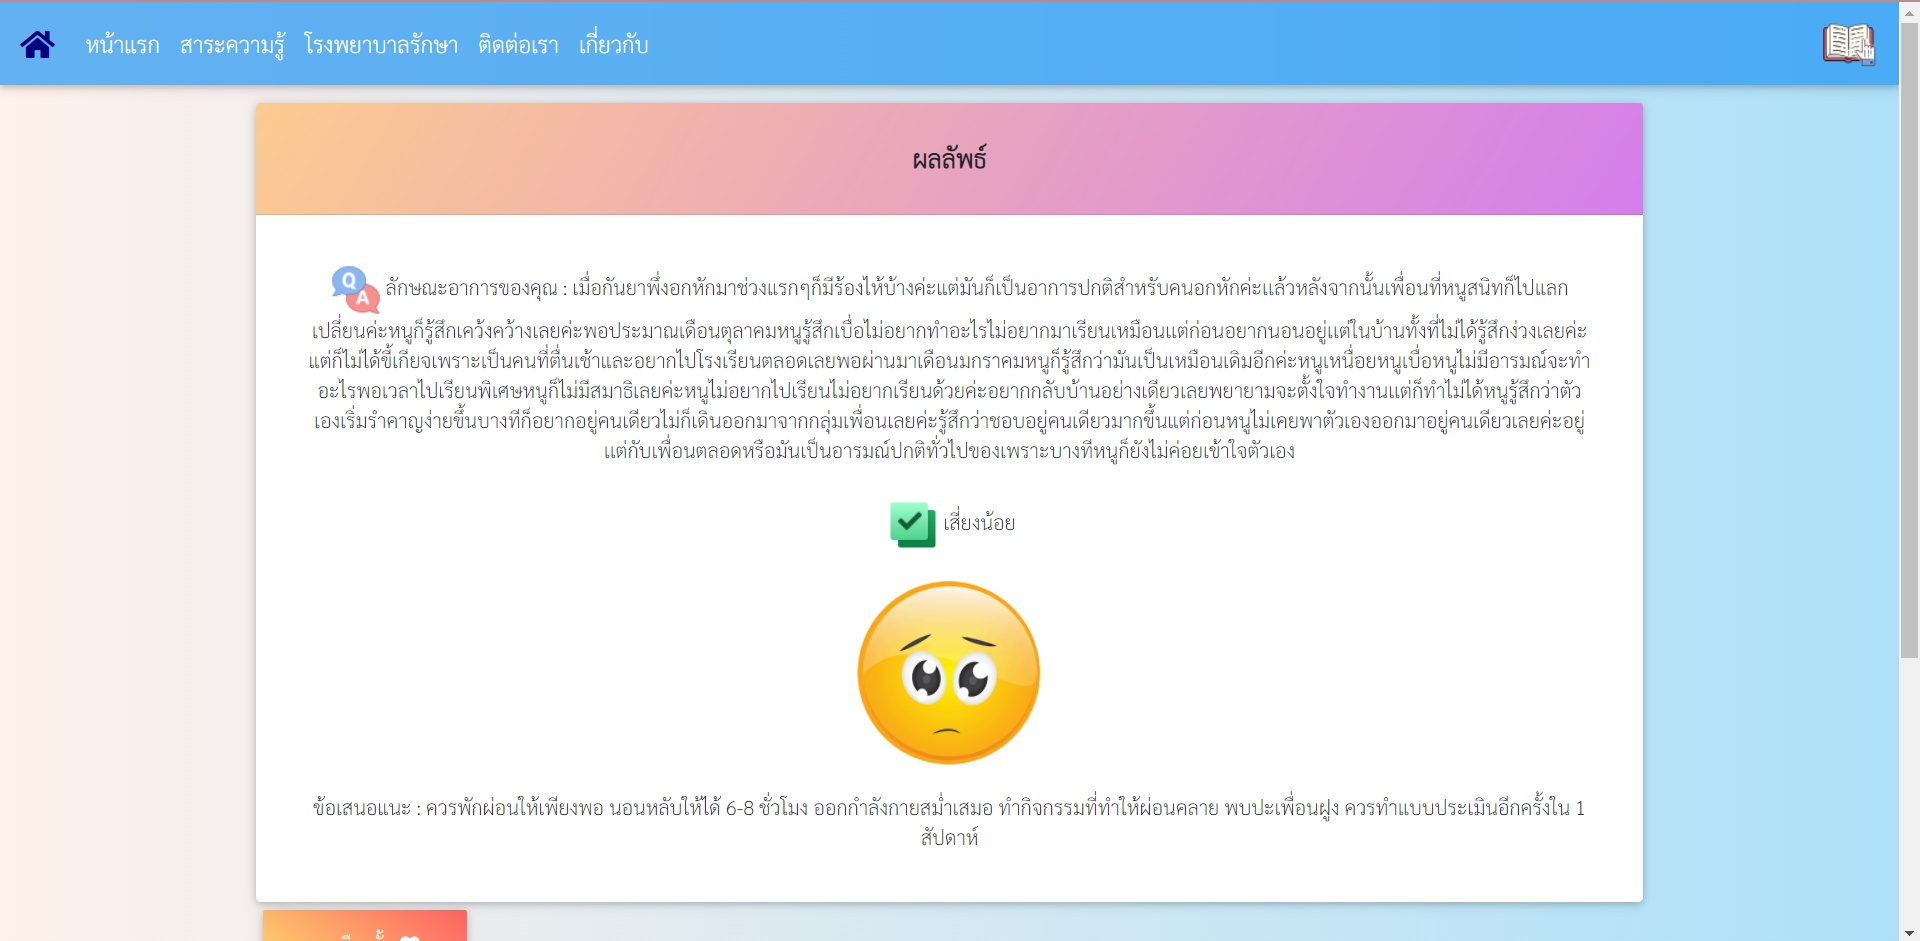 หน้าแรก สาระความรู้ โรงพยาบาลรักษา ติดต่อเรา เกี่ยวกับ
ผลลัพธ์
Q A ลักษณะอาการของคุณ : เมื่อกันยาพึ่งอกหักมาช่วงแรกๆก็มีร้องไห้บ้างค่ะแต่มันก็เป็นอาการปกติสำหรับคนอกหักค่ะแล้วหลังจากนั้นเพื่อนที่หนูสนิทก็ไปแลก
เปลี่ยนค่ะหนูก็รู้สึกเคว้งคว้างเลยค่ะพอประมาณเดือนตุลาคมหนูรู้สึกเบื่อไม่อยากทำอะไรไม่อยากมาเรียนเหมือนแต่ก่อนอยากนอนอยู่แต่ในบ้านทั้งที่ไม่ได้รู้สึกง่วงเลยค่ะ
แต่ก็ไม่ได้ขี้เกียจเพราะเป็นคนที่ตื่นเช้าและอยากไปโรงเรียนตลอดเลยพอผ่านมาเดือนมกราคมหนูก็รู้สึกว่ามันเป็นเหมือนเดิมอีกค่ะหนูเหนื่อยหนูเบื่อหนูไม่มีอารมณ์จะทำ
อะไรพอเวลาไปเรียนพิเศษหนูก็ไม่มีสมาธิเลยค่ะหนูไม่อยากไปเรียนไม่อยากเรียนด้วยค่ะอยากกลับบ้านอย่างเดียวเลยพยายามจะตั้งใจทำงานแต่ก็ทำไม่ได้หนูรู้สึกว่าตัว
เองเริ่มรำคาญง่ายขึ้นบางทีก็อยากอยู่คนเดียวไม่ก็เดินออกมาจากกลุ่มเพื่อนเลยค่ะรู้สึกว่าชอบอยู่คนเดียวมากขึ้นแต่ก่อนหนูไม่เคยพาตัวเองออกมาอยู่คนเดียวเลยค่ะอยู่
แต่กับเพื่อนตลอดหรือมันเป็นอารมณ์ปกติทั่วไปของเพราะบางทีหนูก็ยังไม่ค่อยเข้าใจตัวเอง
เสี่ยงน้อย
ข้อเสนอแนะ : ควรพักผ่อนให้เพียงพอ นอนหลับให้ได้ 6-8 ชั่วโมง ออกกำลังกายสม่ำเสมอ ทำกิจกรรมที่ทำให้ผ่อนคลาย พบปะเพื่อนฝูง ควรทำแบบประเมินอีกครั้งใน 1
สัปดาห์